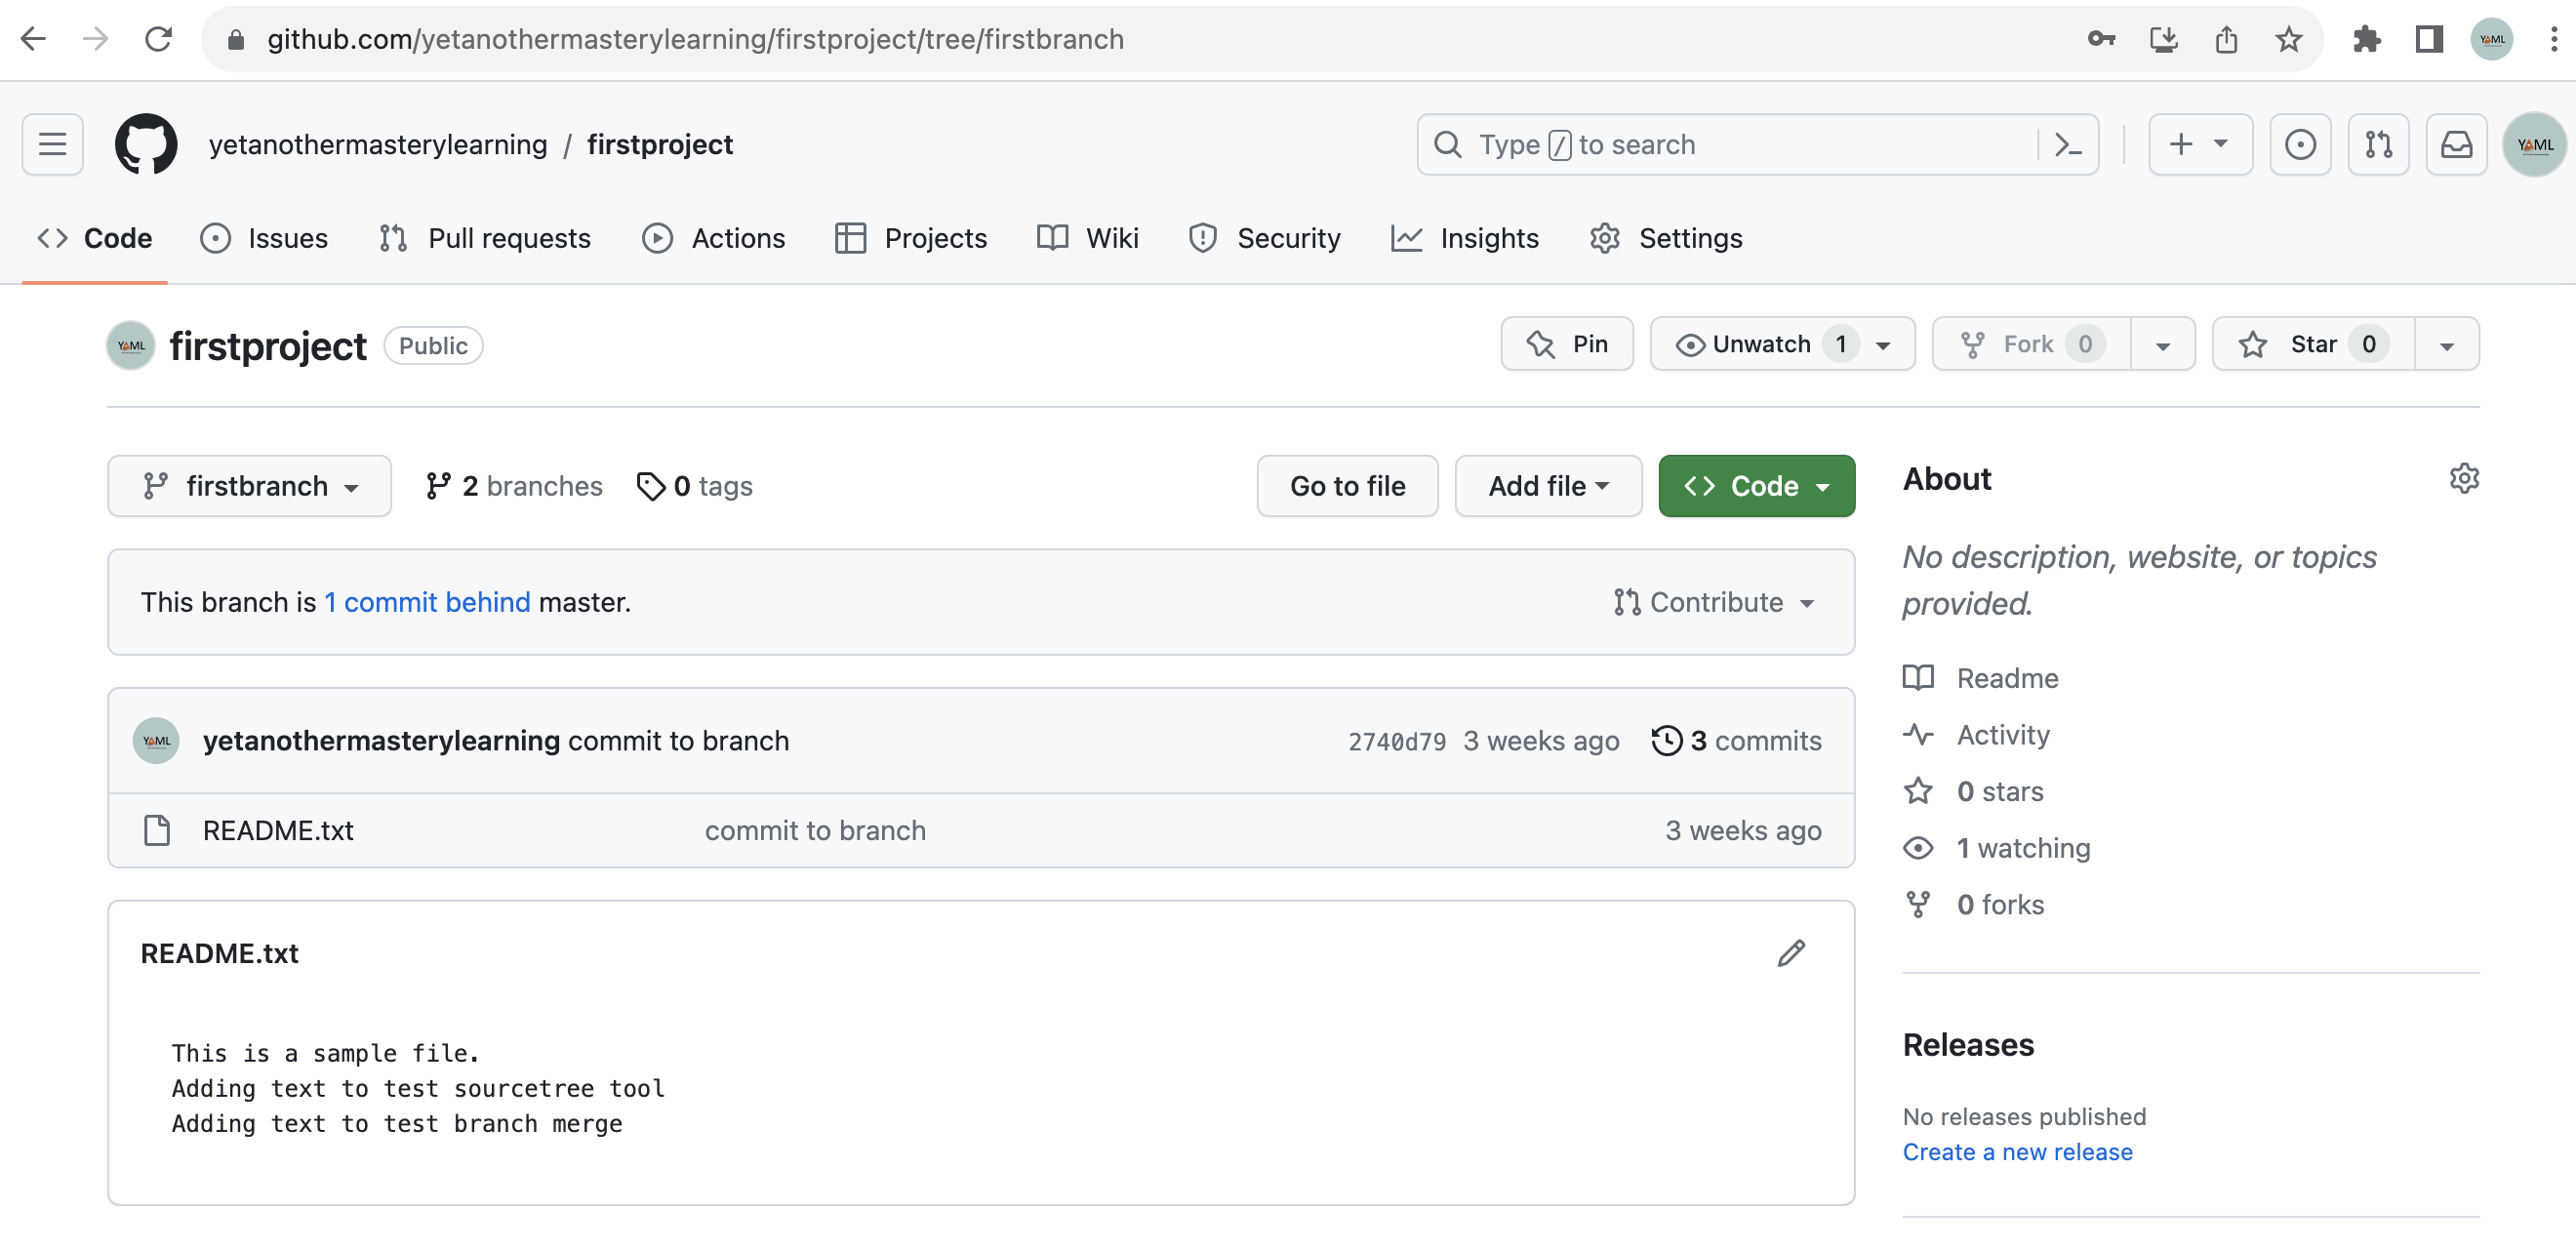 github.com/yetanothermasterylearning/firstproject/tree/firstbranch
YAML
yetanothermasterylearning / firstproject
Type / to search
YAML
Code Issues Pull requests Actions Projects Wiki Security Insights Settings
YAML firstproject Public
Pin Unwatch 1 Fork 0 Star 0
firstbranch 2 branches 0 tags
Go to file Add file Code
This branch is 1 commit behind master.
Contribute
YAML yetanothermasterylearning commit to branch 2740d79 3 weeks ago 3 commits
README.txt commit to branch 3 weeks ago
README.txt
This is a sample file.
Adding text to test sourcetree tool
Adding text to test branch merge
About
No description, website, or topics
provided.
Readme
Activity
0 stars
1 watching
0 forks
Releases
No releases published
Create a new release